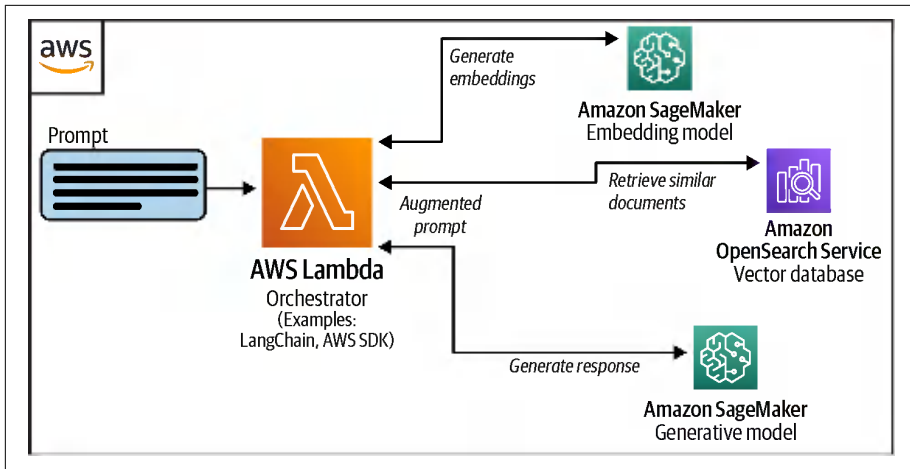 aws
Prompt
Generate
embeddings
Amazon SageMaker
Embedding model
Retrieve similar
documents
Augmented
prompt
Amazon
OpenSearch Service
Vector database
AWS Lambda
Orchestrator
(Examples:
LangChain, AWS SDK)
Generate response
Amazon SageMaker
Generative model